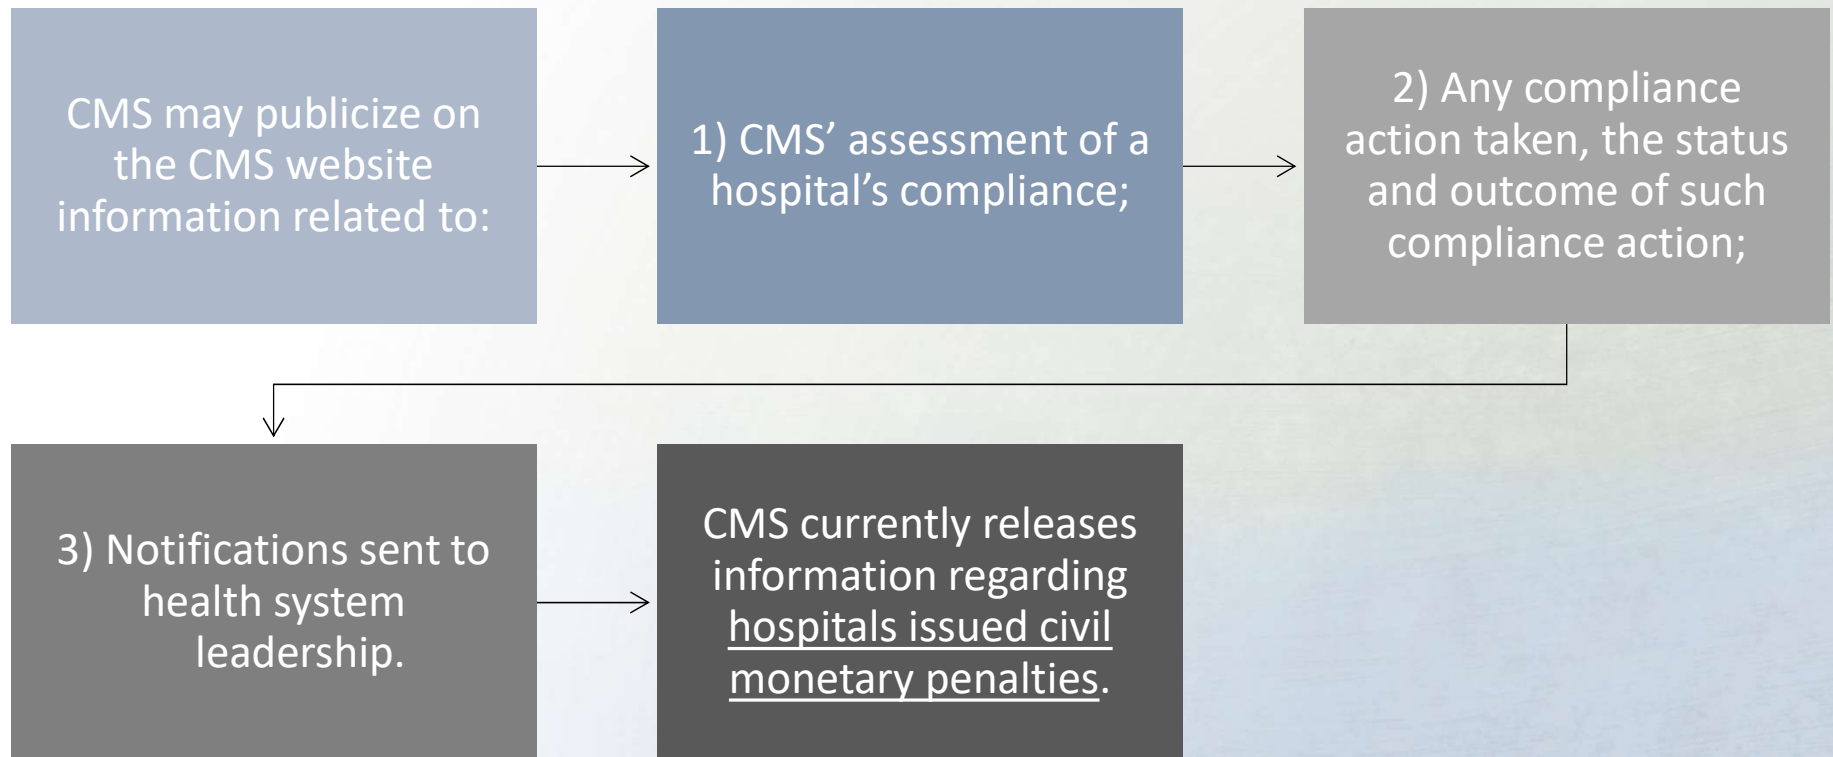 CMS may publicize on
the CMS website
information related to:
1) CMS’ assessment of a
hospital’s compliance;
2) Any compliance
action taken, the status
and outcome of such
compliance action;
3) Notifications sent to
health system
leadership.
CMS currently releases
information regarding
hospitals issued civil
monetary penalties.